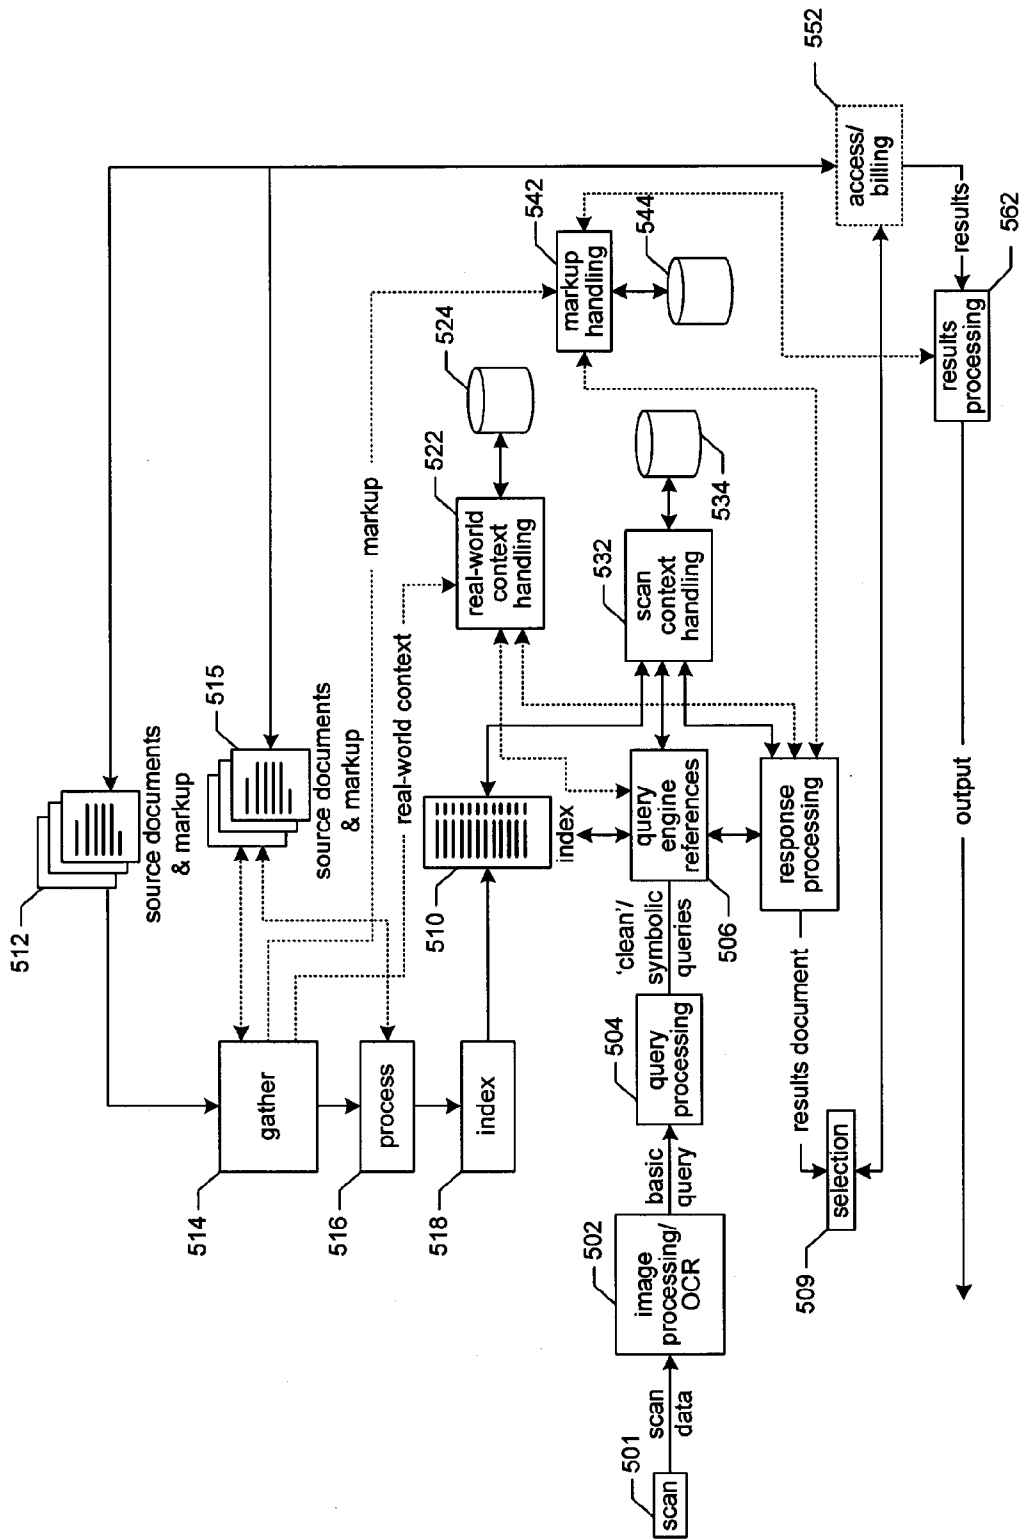 512
source documents
& markup
515
source documents
& markup
514
gather
516
process
518
index
markup
real-world context
510
index
522
real-world
context
handling
524
542
markup
handling
544
532
scan
context
handling
534
501
scan
scan
data
502
image
processing/
OCR
basic
query
504
query
processing
'clean'/
symbolic
queries
506
query
engine
references
response
processing
results document
509
selection
552
access/
billing
results
562
results
processing
output